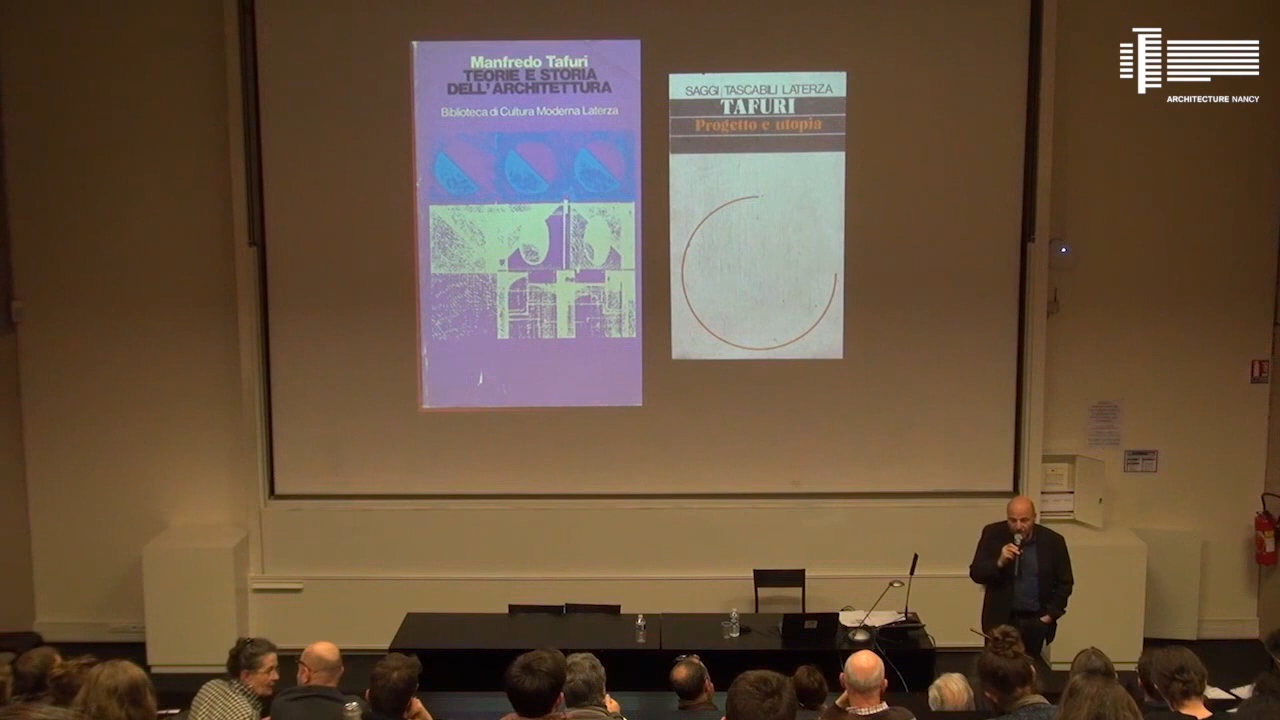 Manfredo Tafuri
TEORIE E STORIA
DELL'ARCHITETTURA
Biblioteca di Cultura Moderna Laterza
SAGGI TASCABILI LATERZA
TAFURI
Progetto e utopia
ARCHITECTURE NANCY